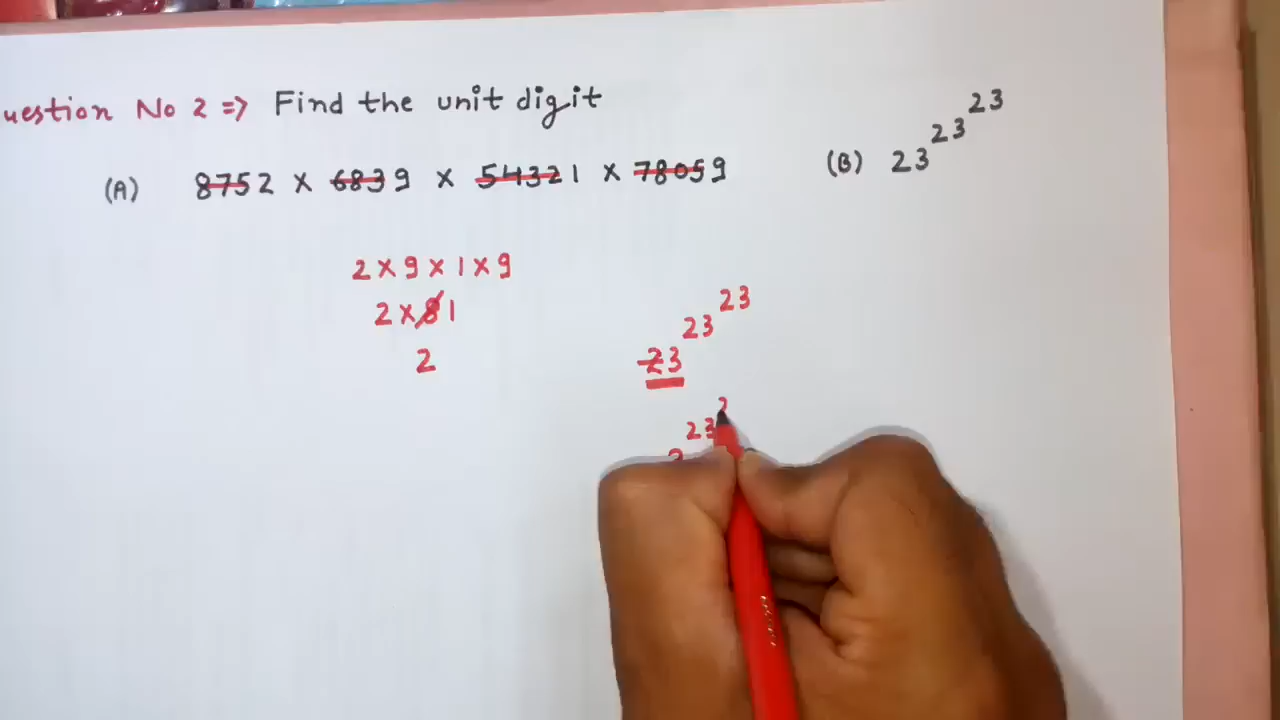 uestion No 2 => Find the unit digit
(A) 8752 × 6839 × 54321 × 78059
(B) 23^23^23
2 × 9 × 1 × 9
2 × 81
2
23^23^23
23